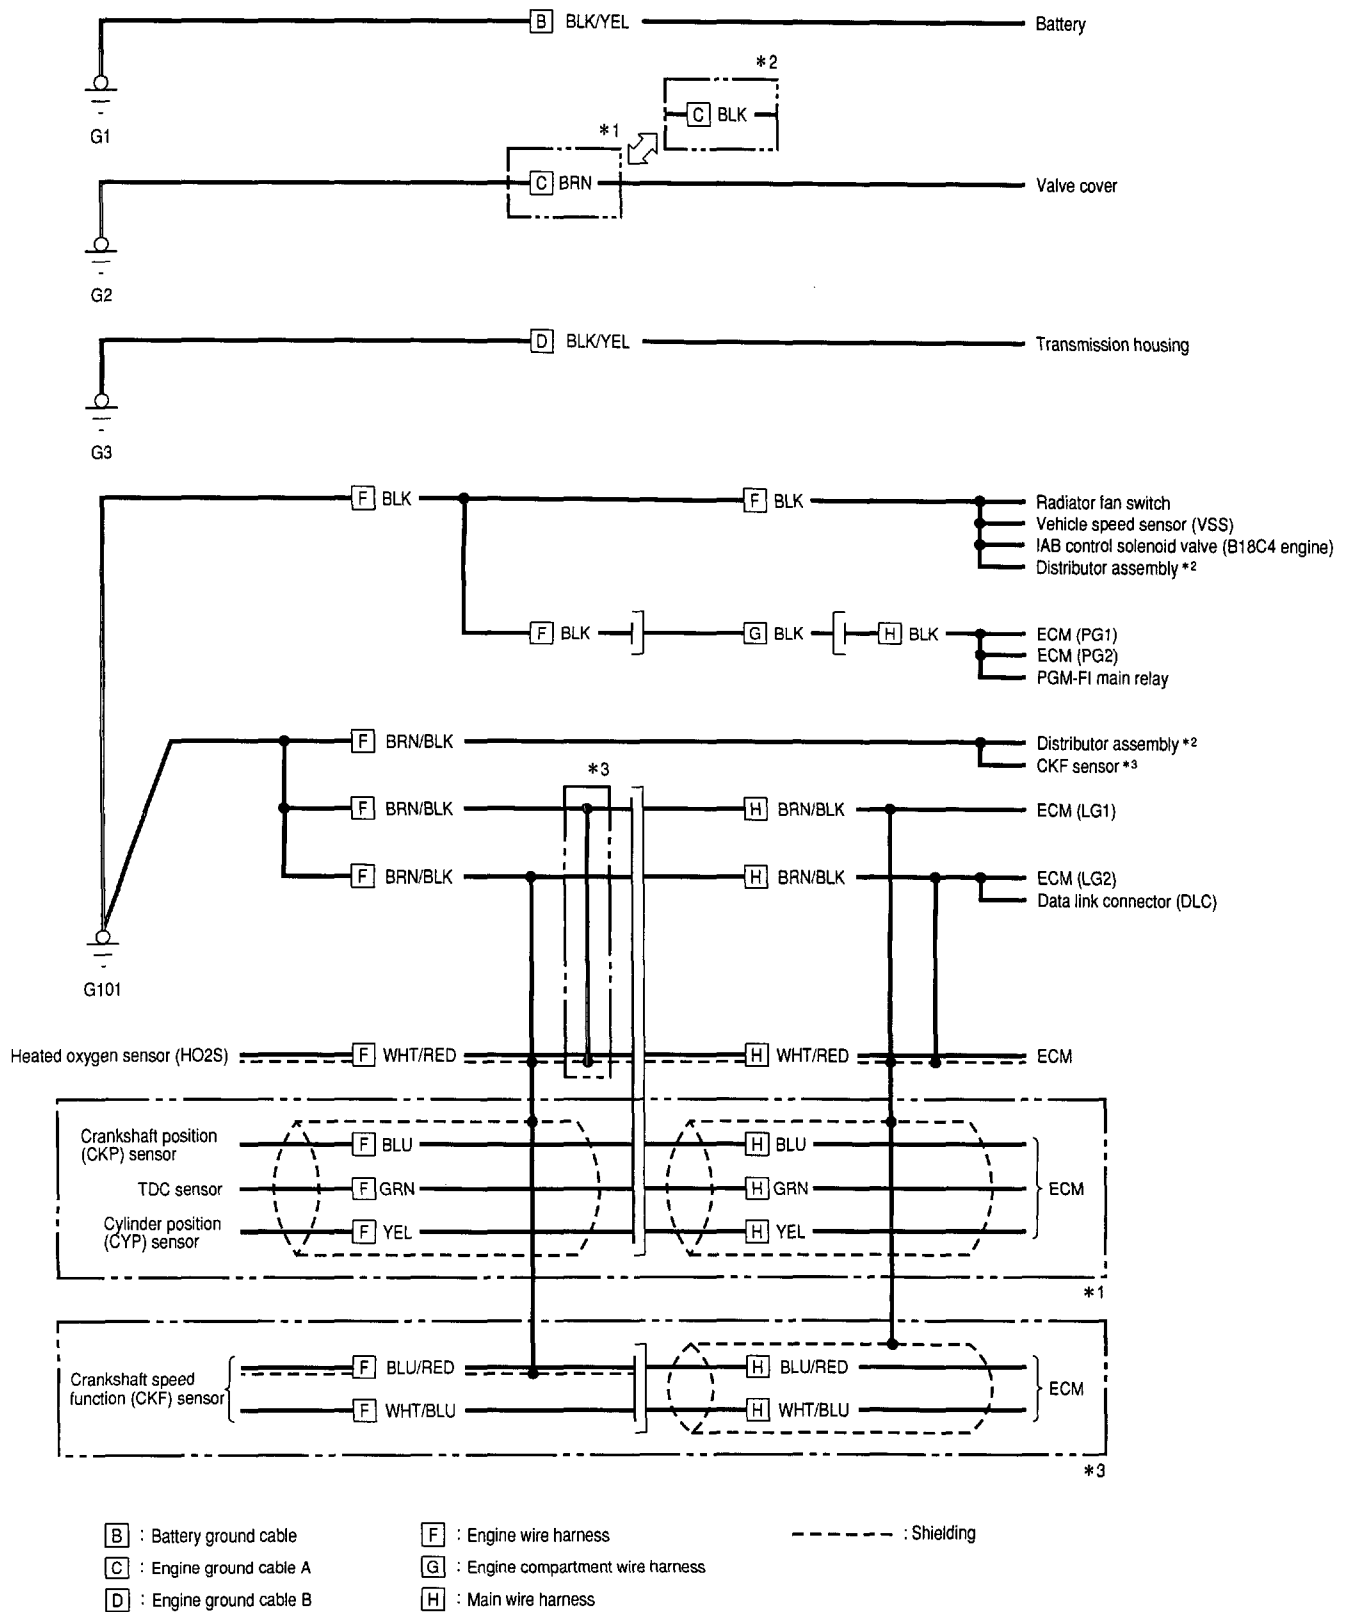 B BLK/YEL Battery
*2
C BLK
G1
*1
C BRN Valve cover
G2
D BLK/YEL Transmission housing
G3
F BLK F BLK Radiator fan switch
Vehicle speed sensor (VSS)
IAB control solenoid valve (B18C4 engine)
Distributor assembly *2
F BLK G BLK H BLK ECM (PG1)
ECM (PG2)
PGM-FI main relay
F BRN/BLK Distributor assembly *2
CKF sensor *3
*3
F BRN/BLK H BRN/BLK ECM (LG1)
F BRN/BLK H BRN/BLK ECM (LG2)
Data link connector (DLC)
G101
Heated oxygen sensor (HO2S) F WHT/RED H WHT/RED ECM
Crankshaft position
(CKP) sensor F BLU H BLU
TDC sensor F GRN H GRN ECM
Cylinder position
(CYP) sensor F YEL H YEL
*1
F BLU/RED H BLU/RED
Crankshaft speed
function (CKF) sensor ECM
F WHT/BLU H WHT/BLU
*3
B : Battery ground cable F : Engine wire harness : Shielding
C : Engine ground cable A G : Engine compartment wire harness
D : Engine ground cable B H : Main wire harness